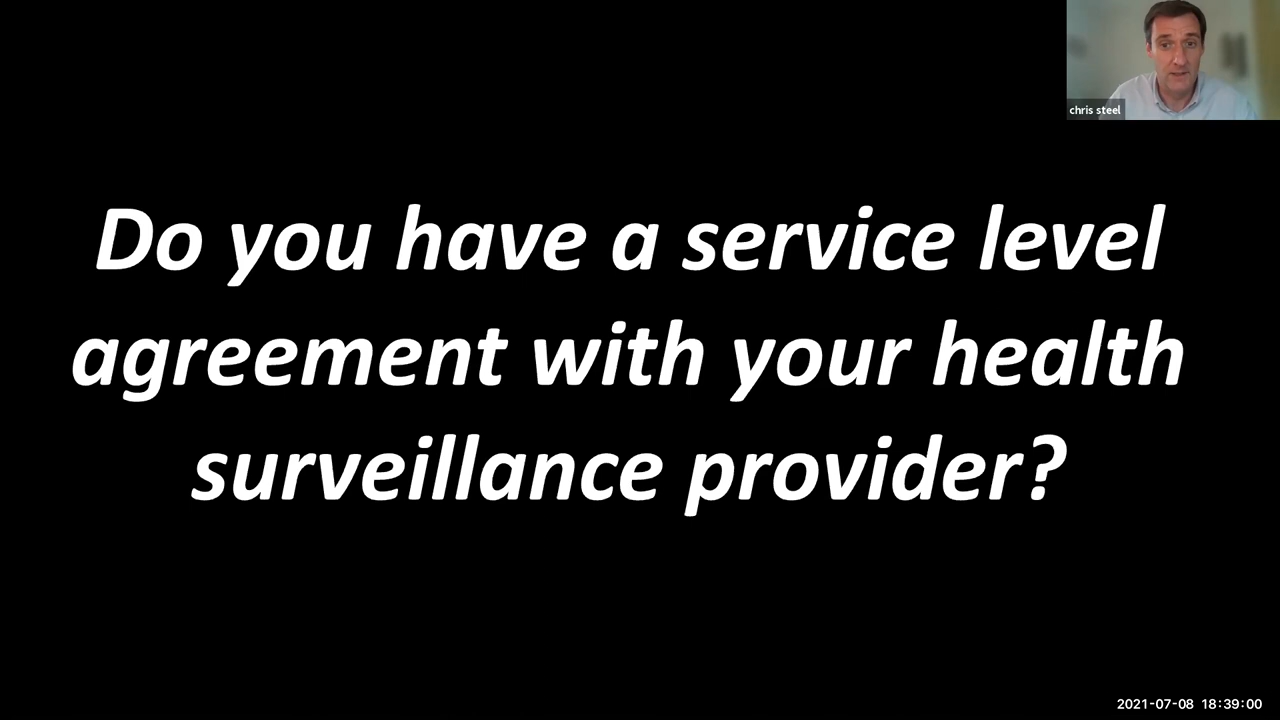 chris steel
Do you have a service level
agreement with your health
surveillance provider?
2021-07-08 18:39:00